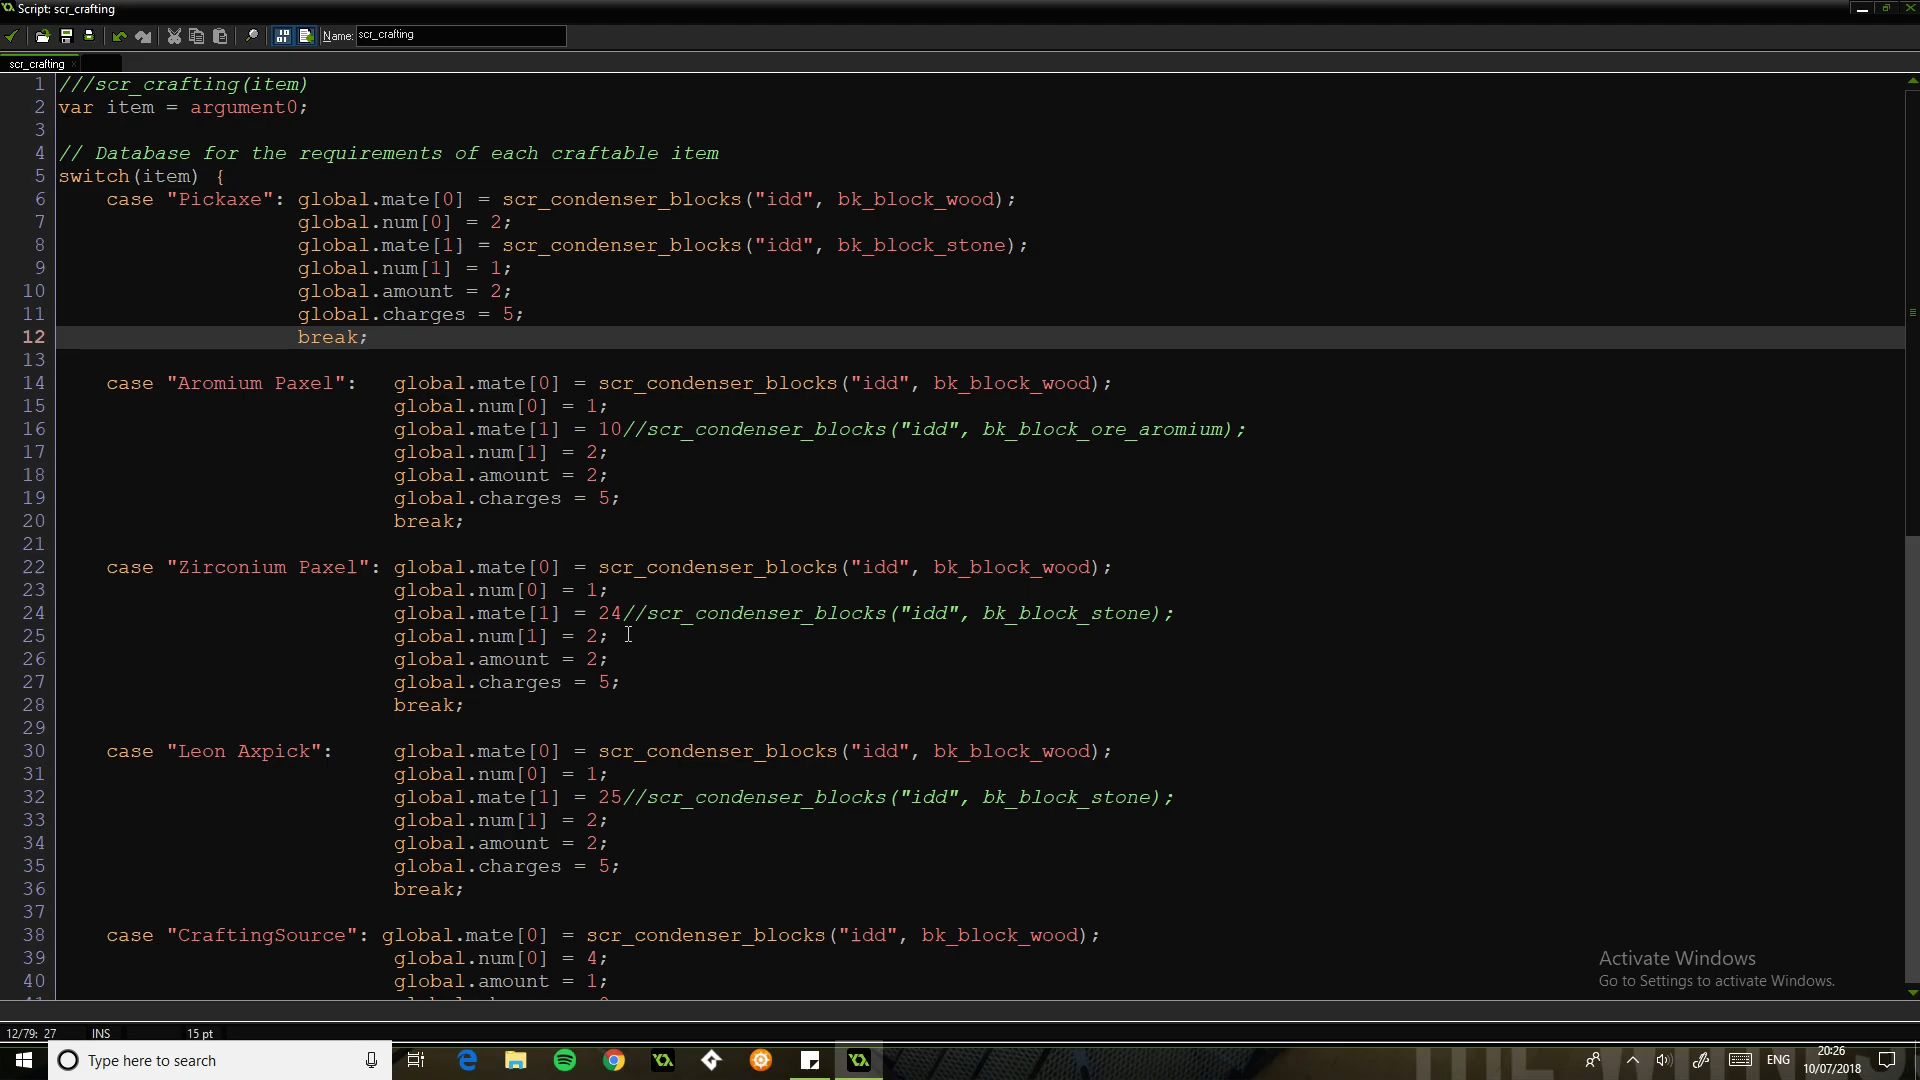 Script: scr_crafting
Name: scr_crafting
scr_crafting
1 ///scr_crafting(item)
2 var item = argument0;
3
4 // Database for the requirements of each craftable item
5 switch(item) {
6 case "Pickaxe": global.mate[0] = scr_condenser_blocks("idd", bk_block_wood);
7 global.num[0] = 2;
8 global.mate[1] = scr_condenser_blocks("idd", bk_block_stone);
9 global.num[1] = 1;
10 global.amount = 2;
11 global.charges = 5;
12 break;
13
14 case "Aromium Paxel": global.mate[0] = scr_condenser_blocks("idd", bk_block_wood);
15 global.num[0] = 1;
16 global.mate[1] = 10//scr_condenser_blocks("idd", bk_block_ore_aromium);
17 global.num[1] = 2;
18 global.amount = 2;
19 global.charges = 5;
20 break;
21
22 case "Zirconium Paxel": global.mate[0] = scr_condenser_blocks("idd", bk_block_wood);
23 global.num[0] = 1;
24 global.mate[1] = 24//scr_condenser_blocks("idd", bk_block_stone);
25 global.num[1] = 2;
26 global.amount = 2;
27 global.charges = 5;
28 break;
29
30 case "Leon Axpick": global.mate[0] = scr_condenser_blocks("idd", bk_block_wood);
31 global.num[0] = 1;
32 global.mate[1] = 25//scr_condenser_blocks("idd", bk_block_stone);
33 global.num[1] = 2;
34 global.amount = 2;
35 global.charges = 5;
36 break;
37
38 case "CraftingSource": global.mate[0] = scr_condenser_blocks("idd", bk_block_wood);
39 global.num[0] = 4;
40 global.amount = 1;
Activate Windows
Go to Settings to activate Windows.
12/79: 27 INS 15 pt
Type here to search
ENG
20:26
10/07/2018